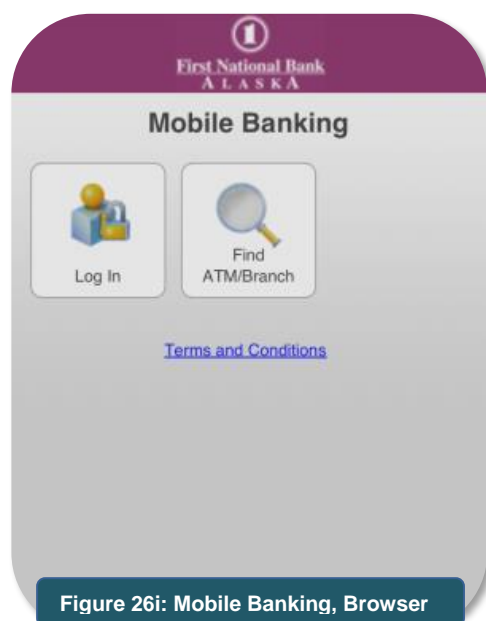 1
First National Bank
ALASKA
Mobile Banking
Log In
Find
ATM/Branch
Terms and Conditions
Figure 26i: Mobile Banking, Browser